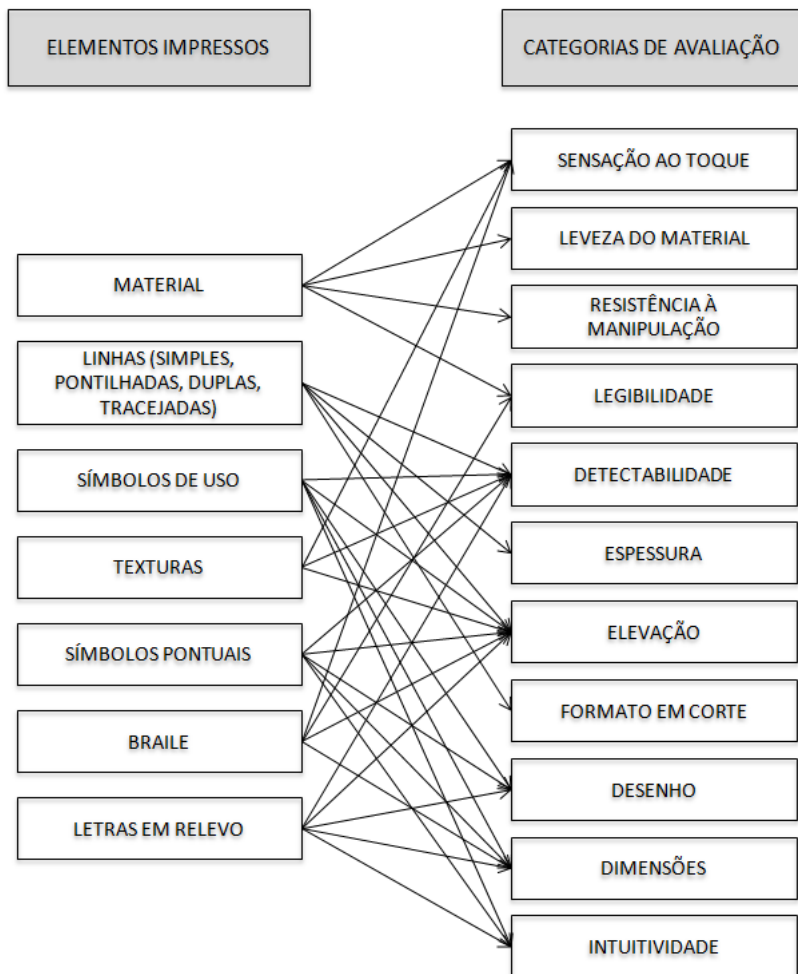 ELEMENTOS IMPRESSOS
CATEGORIAS DE AVALIAÇÃO
MATERIAL
LINHAS (SIMPLES,
PONTILHADAS, DUPLAS,
TRACEJADAS)
SÍMBOLOS DE USO
TEXTURAS
SÍMBOLOS PONTUAIS
BRAILE
LETRAS EM RELEVO
SENSAÇÃO AO TOQUE
LEVEZA DO MATERIAL
RESISTÊNCIA À
MANIPULAÇÃO
LEGIBILIDADE
DETECTABILIDADE
ESPESSURA
ELEVAÇÃO
FORMATO EM CORTE
DESENHO
DIMENSÕES
INTUITIVIDADE